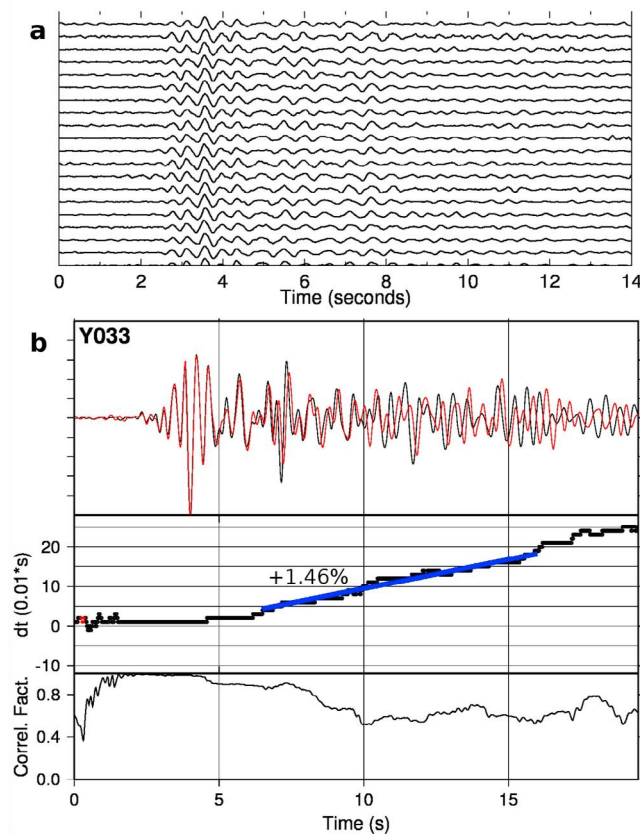 a
0 2 4 6 8 10 12 14
Time (seconds)
b
Y033
+1.46%
20
10
0
-10
dt (0.01*s)
0.8
0.4
0.0
Correl. Fact.
0 5 10 15
Time (s)